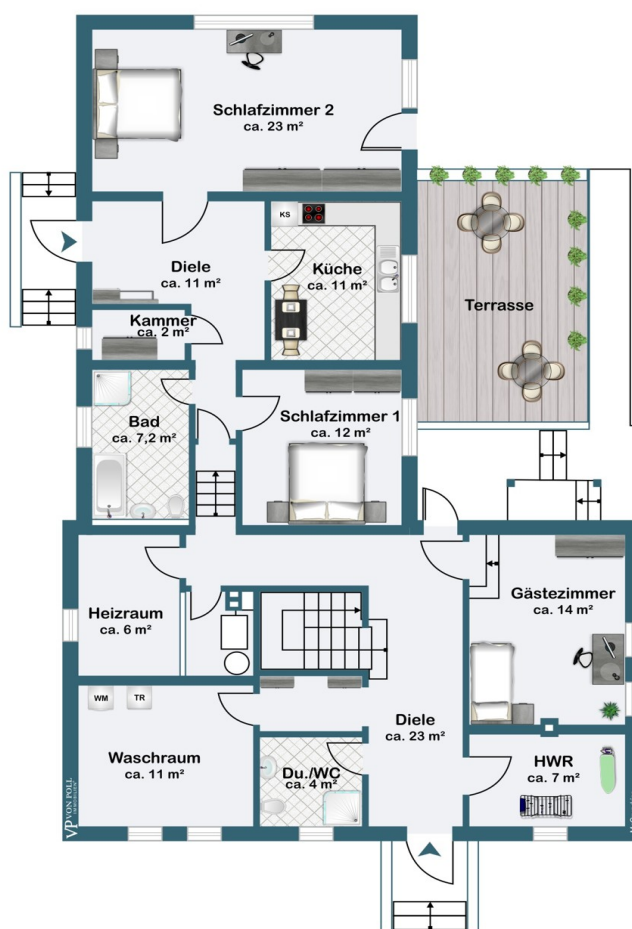 Schlafzimmer 2
ca. 23 m²
KS
Diele
ca. 11 m²
Küche
ca. 11 m²
Terrasse
Kammer
ca. 2 m²
Bad
ca. 7,2 m²
Schlafzimmer 1
ca. 12 m²
Heizraum
ca. 6 m²
Gästezimmer
ca. 14 m²
WM
TR
Waschraum
ca. 11 m²
Diele
ca. 23 m²
Du./WC
ca. 4 m²
HWR
ca. 7 m²
VP VON POLL